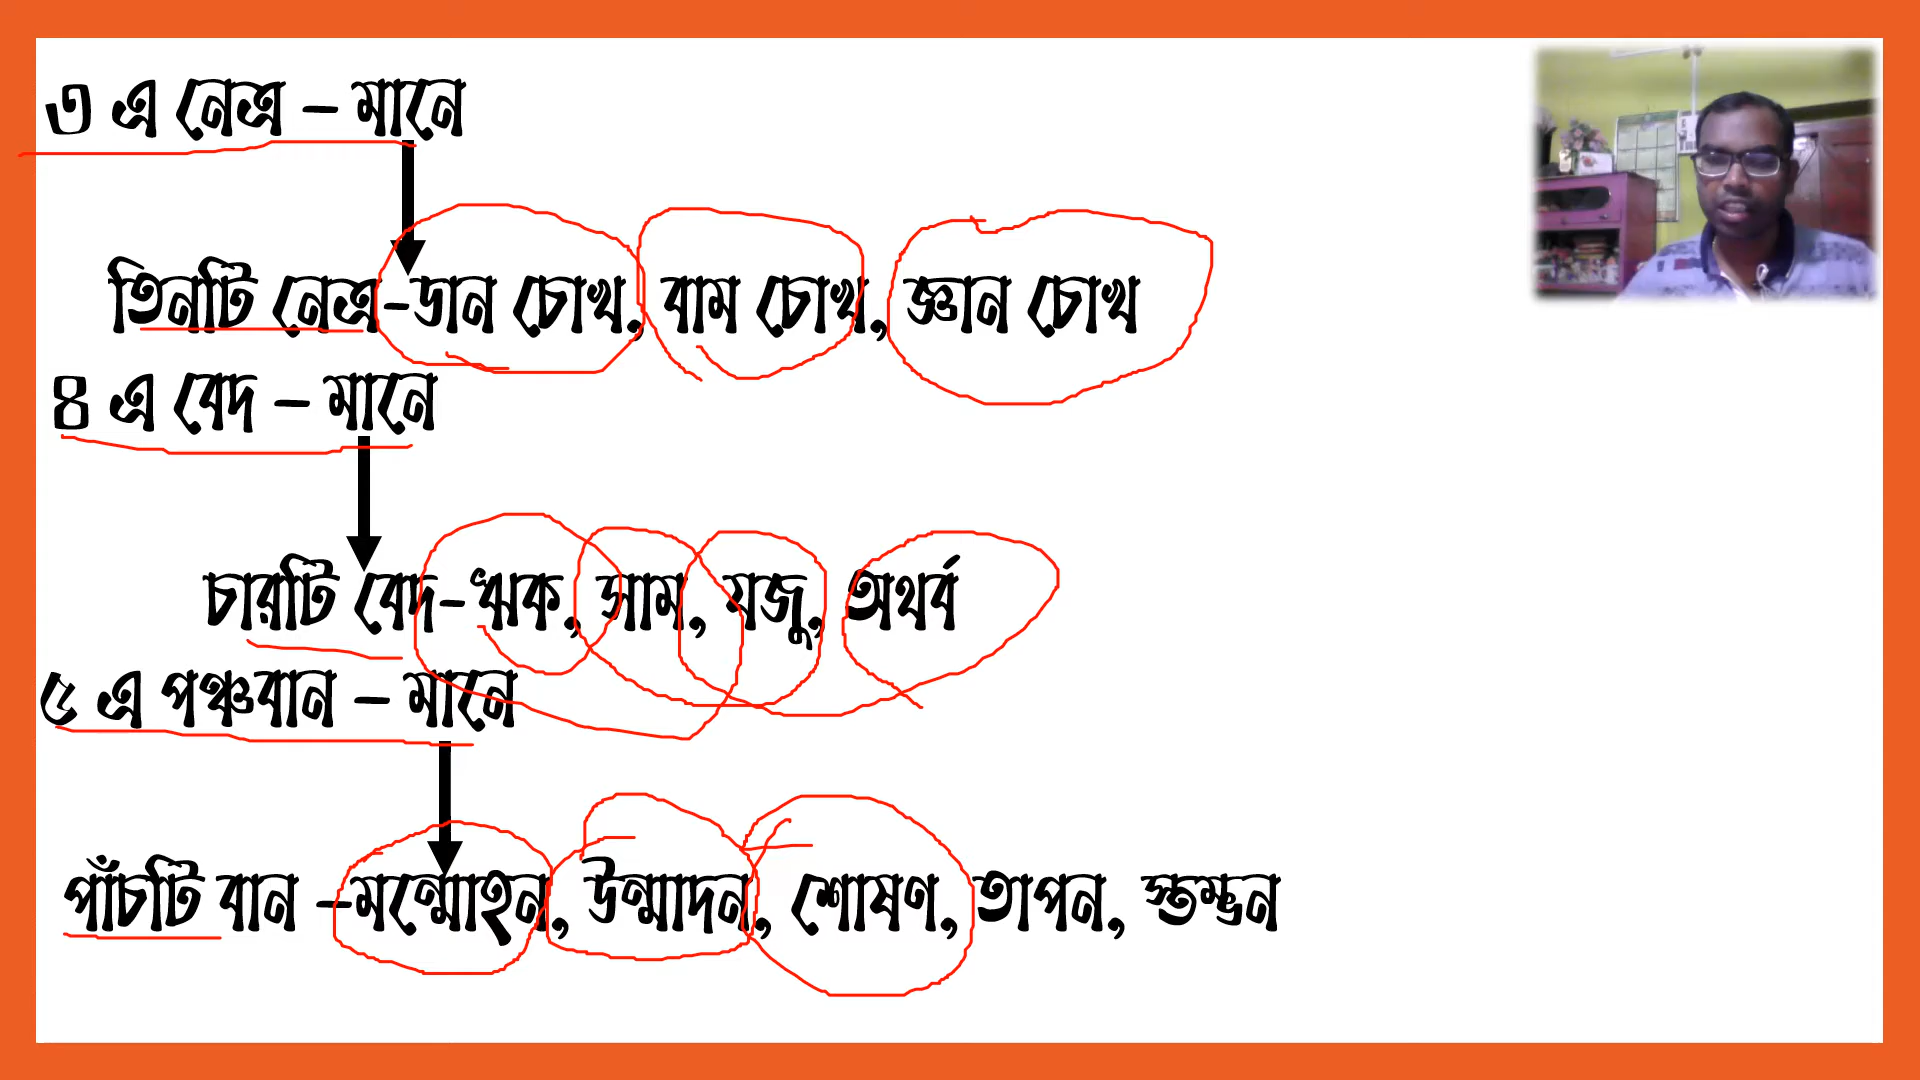 ৩ এ নেত্র – মানে
তিনটি নেত্র-ডান চোখ, বাম চোখ, জ্ঞান চোখ
৪ এ বেদ – মানে
চারটি বেদ-ঋক, সাম, যজু, অথর্ব
৫ এ পঞ্চবান – মানে
পাঁচটি বান –মন্মোহন, উন্মাদন, শোষণ, তাপন, স্তম্ভন